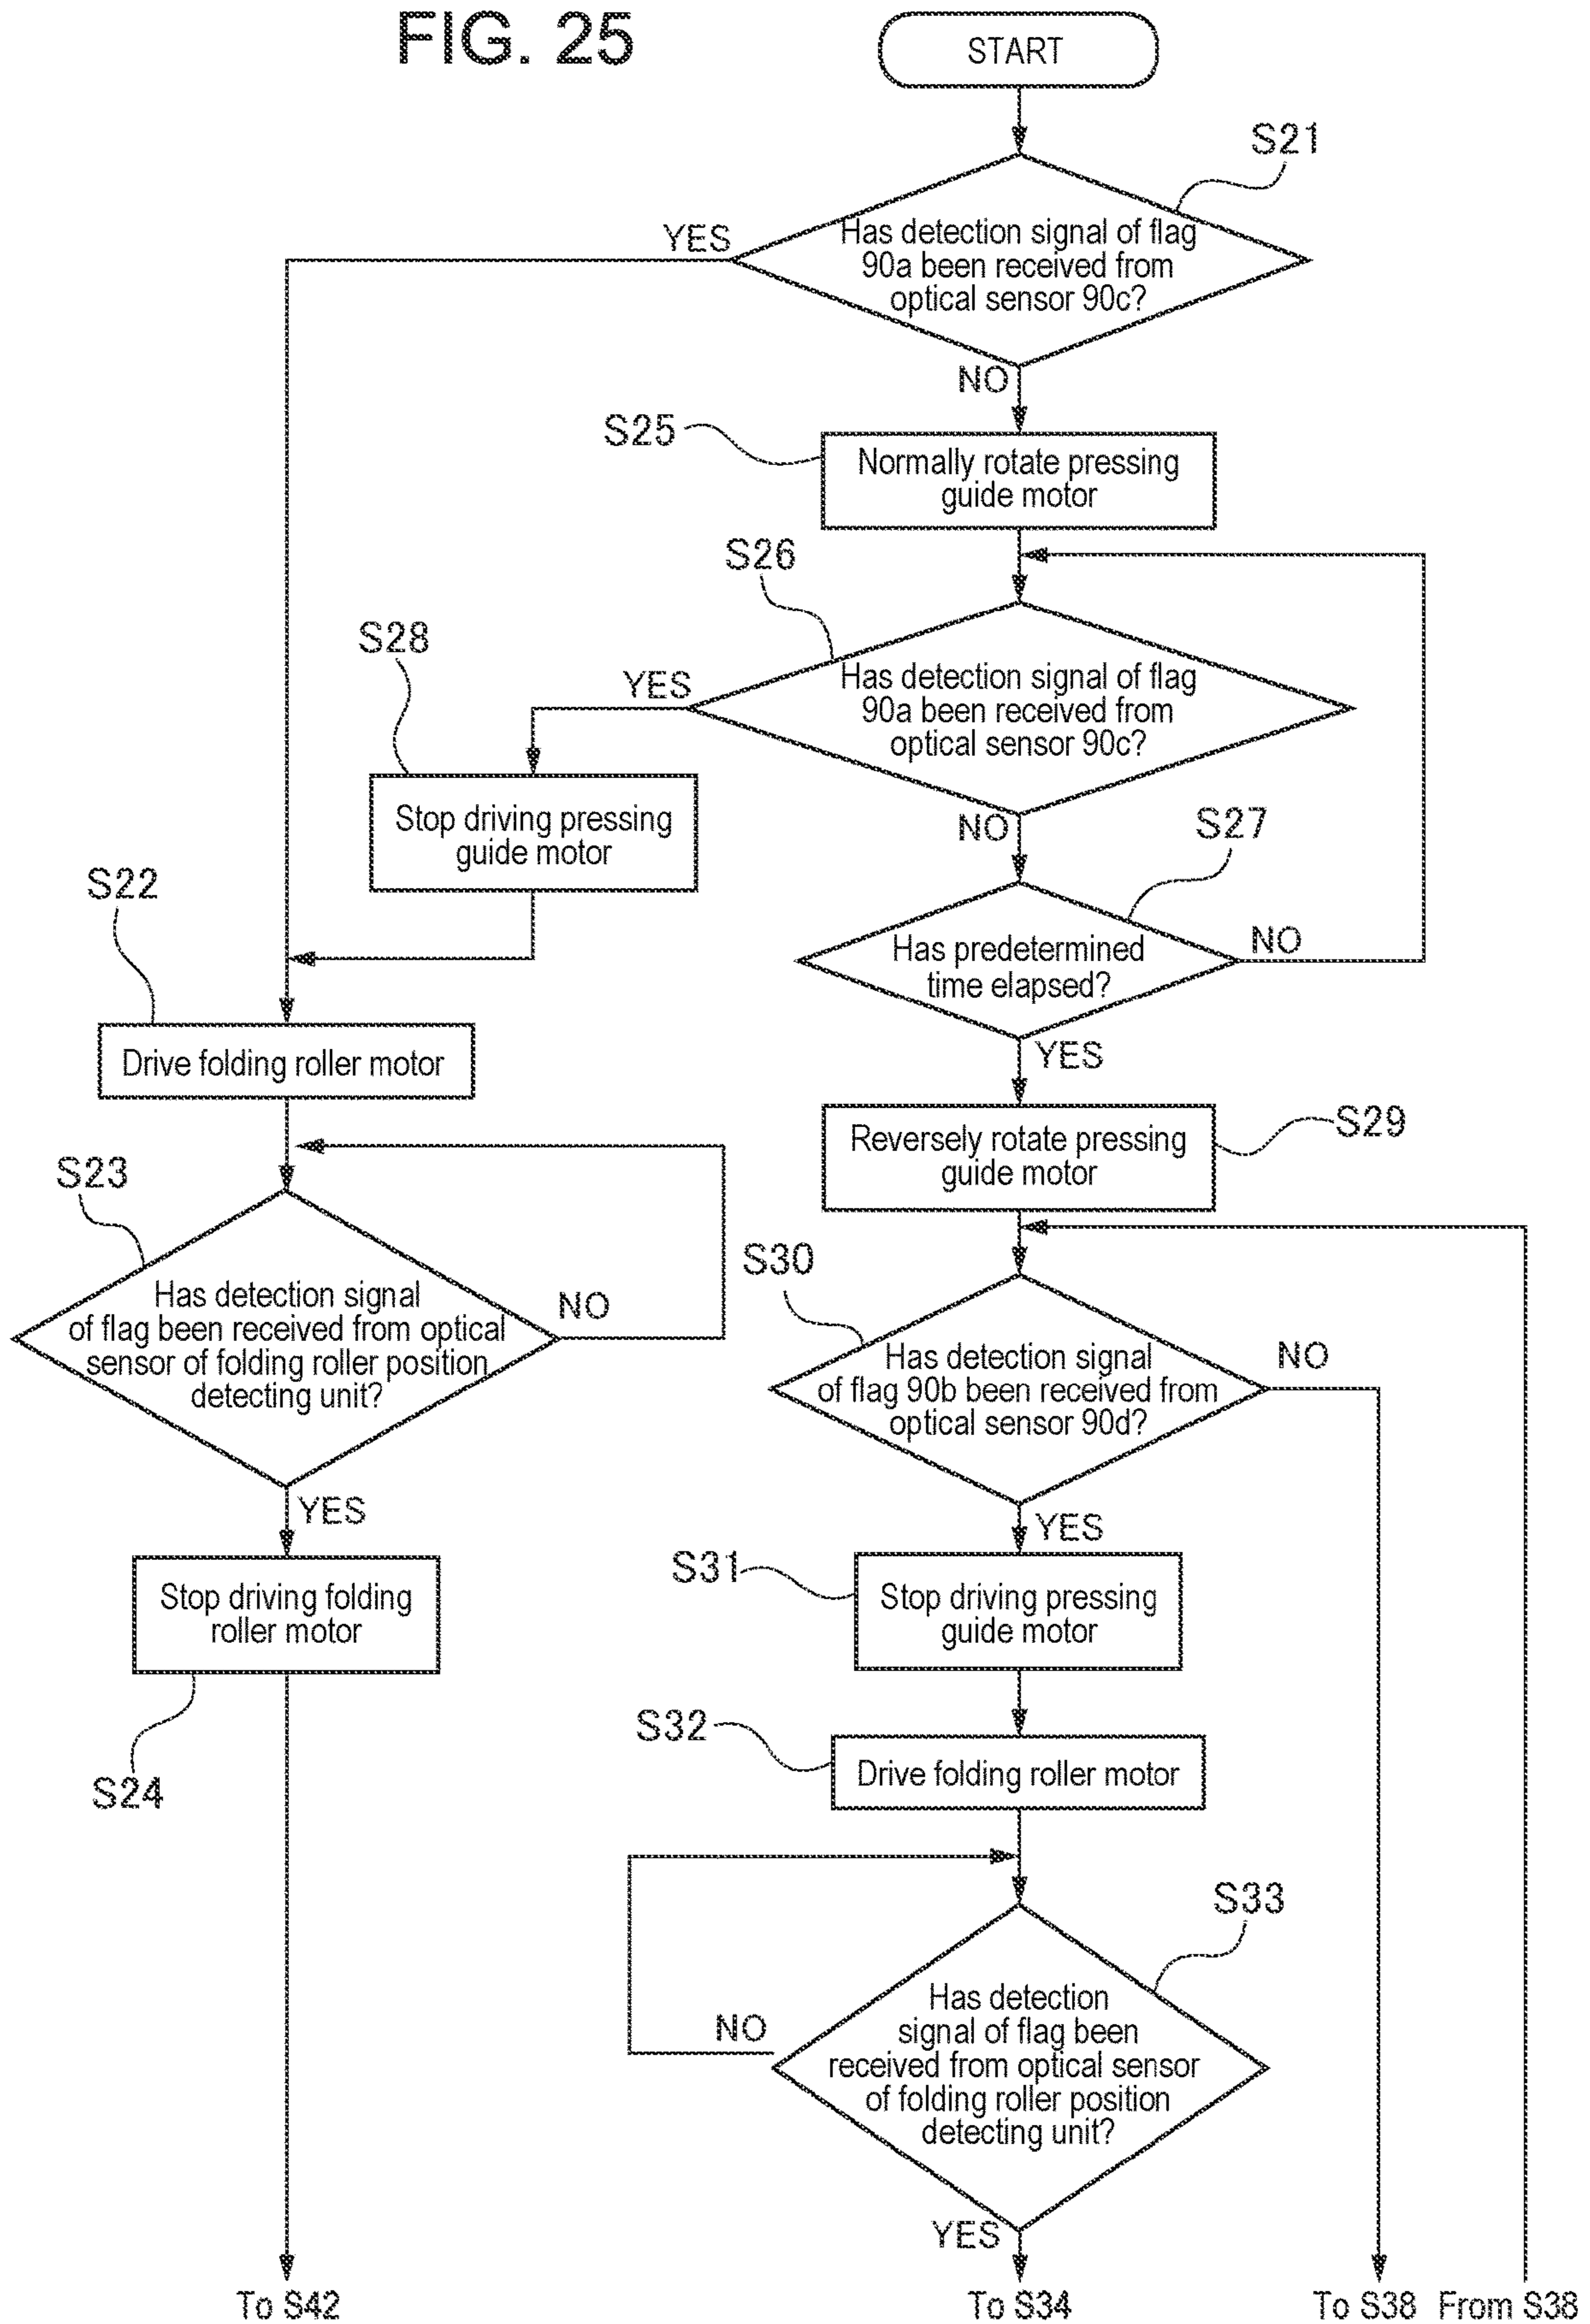 FIG. 25
START
S21
YES
Has detection signal of flag
90a been received from
optical sensor 90c?
NO
S25
Normally rotate pressing
guide motor
S26
S28
YES
Has detection signal of flag
90a been received from
optical sensor 90c?
Stop driving pressing
guide motor
NO
S27
S22
Has predetermined
time elapsed?
NO
Drive folding roller motor
YES
S29
Reversely rotate pressing
guide motor
S23
Has detection signal
of flag been received from optical
sensor of folding roller position
detecting unit?
NO
S30
Has detection signal
of flag 90b been received from
optical sensor 90d?
NO
YES
YES
Stop driving folding
roller motor
S24
S31
Stop driving pressing
guide motor
S32
Drive folding roller motor
S33
NO
Has detection
signal of flag been
received from optical sensor
of folding roller position
detecting unit?
YES
To S42
To S34
To S38
From S38